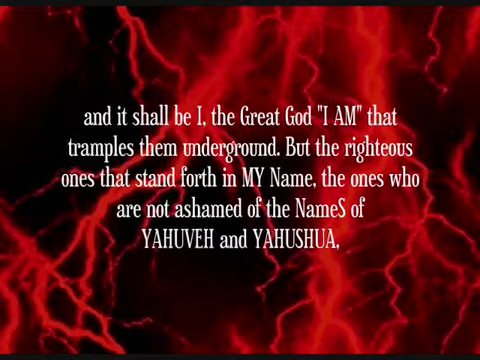 and it shall be I, the Great God "I AM" that
tramples them underground. But the righteous
ones that stand forth in MY Name, the ones who
are not ashamed of the NameS of
YAHUVEH and YAHUSHUA,